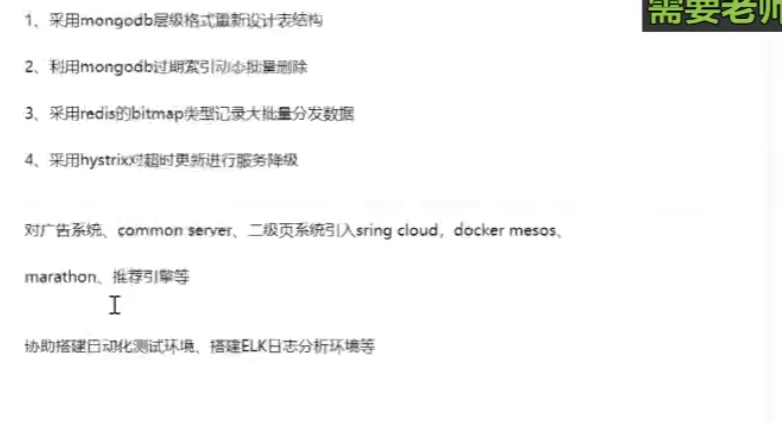 需要老师
1、采用mongodb层级格式重新设计表结构
2、利用mongodb过期索引动态批量删除
3、采用redis的bitmap类型记录大批量分发数据
4、采用hystrix对超时更新进行服务降级
对广告系统、common server、二级页系统引入sring cloud，docker mesos、
marathon、推荐引擎等
协助搭建自动化测试环境、搭建ELK日志分析环境等